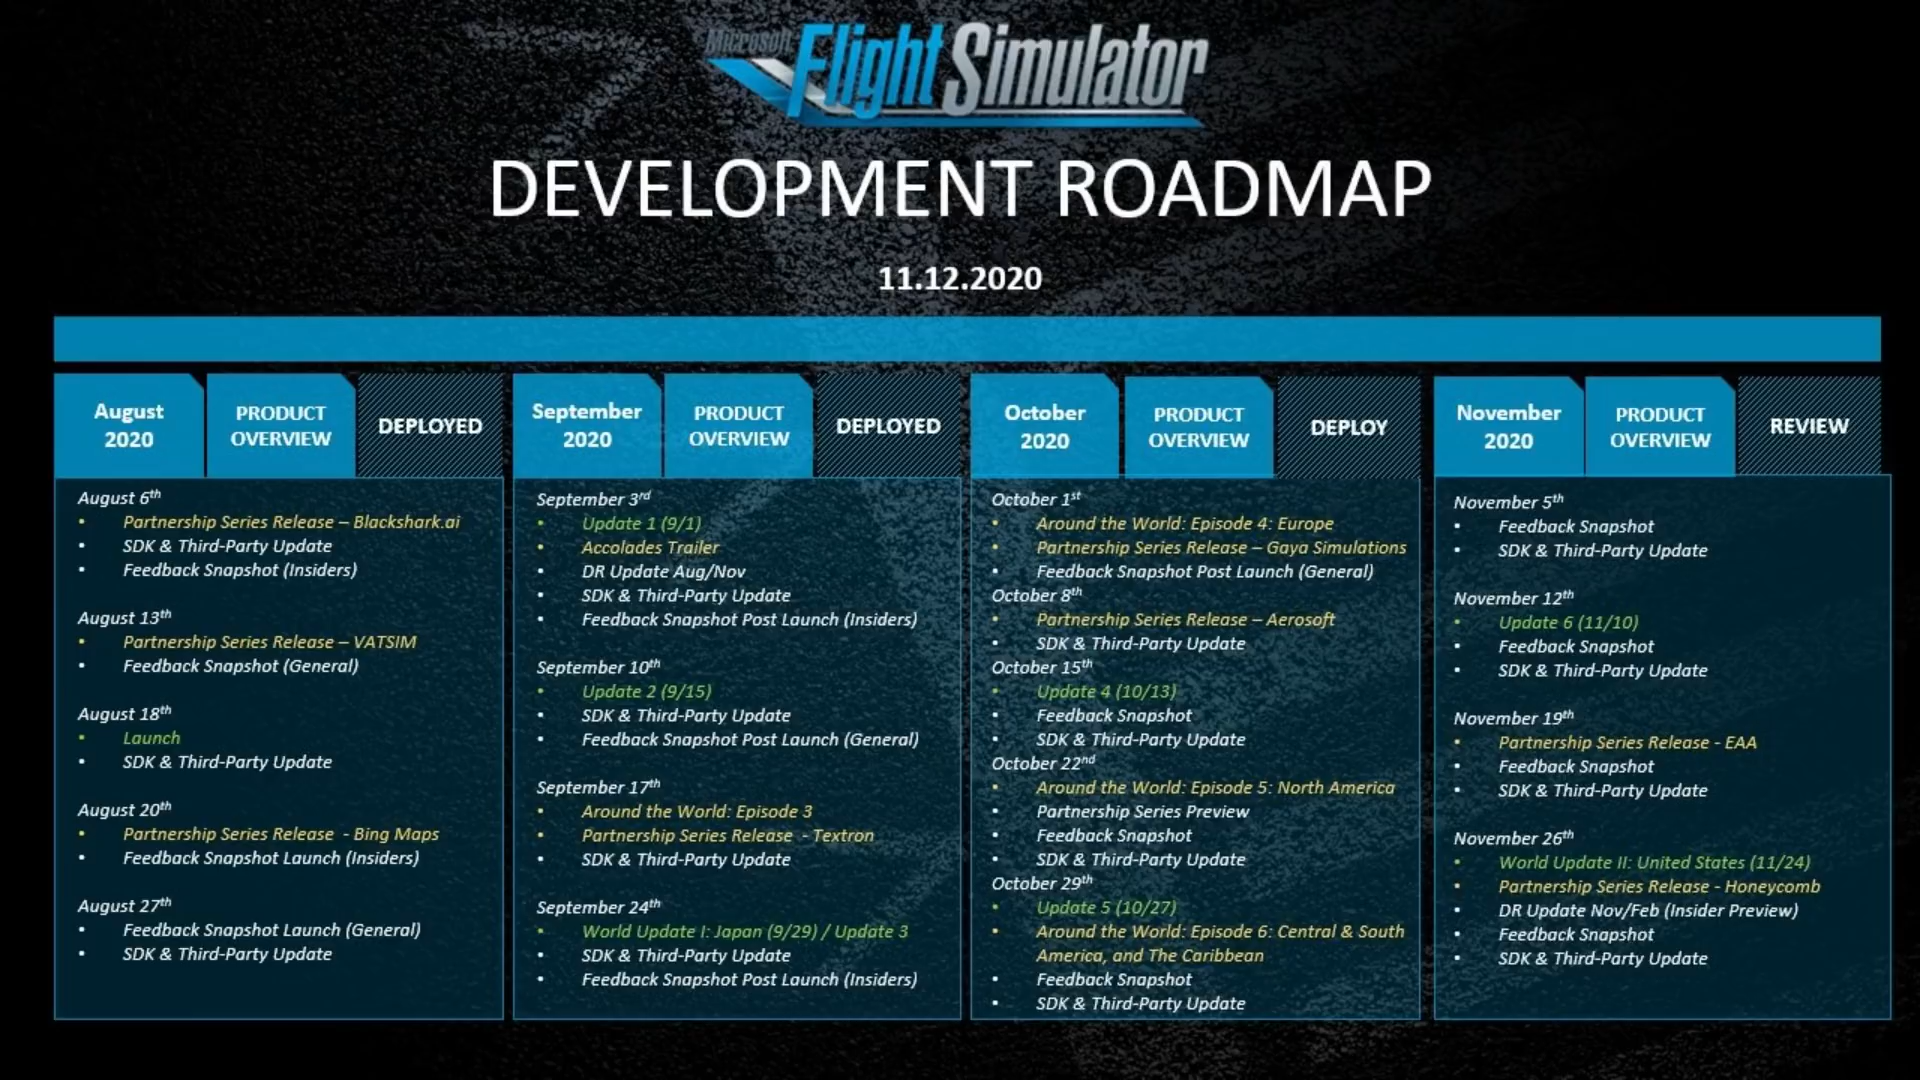 Microsoft Flight Simulator
DEVELOPMENT ROADMAP
11.12.2020
August
2020
PRODUCT
OVERVIEW
DEPLOYED
August 6th
• Partnership Series Release – Blackshark.ai
• SDK & Third-Party Update
• Feedback Snapshot (Insiders)
August 13th
• Partnership Series Release – VATSIM
• Feedback Snapshot (General)
August 18th
• Launch
• SDK & Third-Party Update
August 20th
• Partnership Series Release - Bing Maps
• Feedback Snapshot Launch (Insiders)
August 27th
• Feedback Snapshot Launch (General)
• SDK & Third-Party Update
September
2020
PRODUCT
OVERVIEW
DEPLOYED
September 3rd
• Update 1 (9/1)
• Accolades Trailer
• DR Update Aug/Nov
• SDK & Third-Party Update
• Feedback Snapshot Post Launch (Insiders)
September 10th
• Update 2 (9/15)
• SDK & Third-Party Update
• Feedback Snapshot Post Launch (General)
September 17th
• Around the World: Episode 3
• Partnership Series Release - Textron
• SDK & Third-Party Update
September 24th
• World Update I: Japan (9/29) / Update 3
• SDK & Third-Party Update
• Feedback Snapshot Post Launch (Insiders)
October
2020
PRODUCT
OVERVIEW
DEPLOY
October 1st
• Around the World: Episode 4: Europe
• Partnership Series Release – Gaya Simulations
• Feedback Snapshot Post Launch (General)
October 8th
• Partnership Series Release – Aerosoft
• SDK & Third-Party Update
October 15th
• Update 4 (10/13)
• Feedback Snapshot
• SDK & Third-Party Update
October 22nd
• Around the World: Episode 5: North America
• Partnership Series Preview
• Feedback Snapshot
• SDK & Third-Party Update
October 29th
• Update 5 (10/27)
• Around the World: Episode 6: Central & South
America, and The Caribbean
• Feedback Snapshot
• SDK & Third-Party Update
November
2020
PRODUCT
OVERVIEW
REVIEW
November 5th
• Feedback Snapshot
• SDK & Third-Party Update
November 12th
• Update 6 (11/10)
• Feedback Snapshot
• SDK & Third-Party Update
November 19th
• Partnership Series Release - EAA
• Feedback Snapshot
• SDK & Third-Party Update
November 26th
• World Update II: United States (11/24)
• Partnership Series Release - Honeycomb
• DR Update Nov/Feb (Insider Preview)
• Feedback Snapshot
• SDK & Third-Party Update